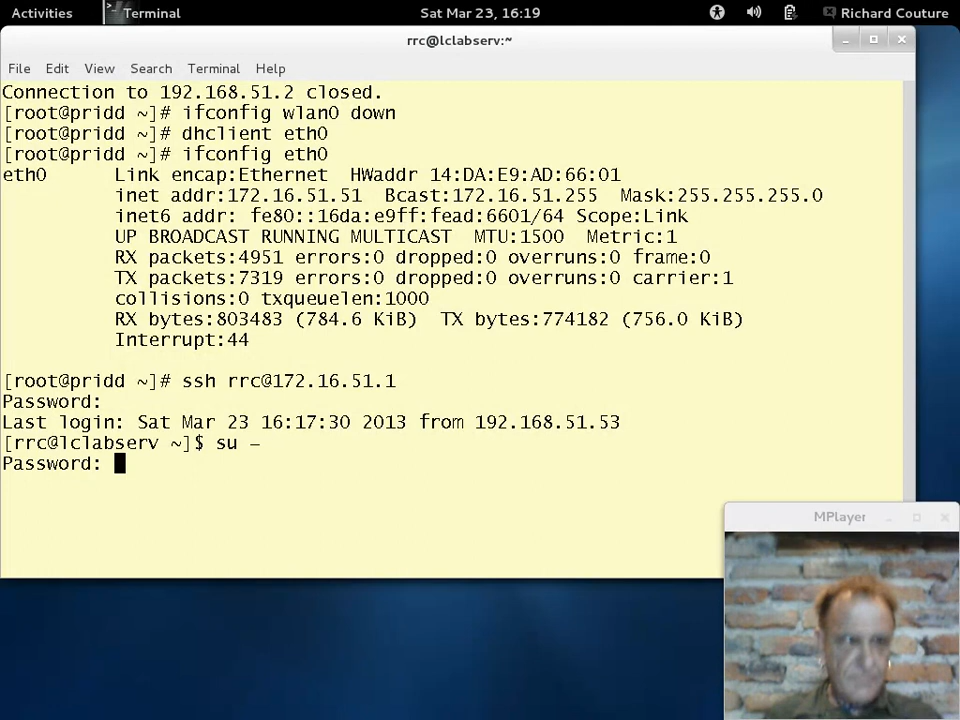 Activities
Terminal
Sat Mar 23, 16:19
Richard Couture
rrc@lclabserv:~
File Edit View Search Terminal Help
Connection to 192.168.51.2 closed.
[root@pridd ~]# ifconfig wlan0 down
[root@pridd ~]# dhclient eth0
[root@pridd ~]# ifconfig eth0
eth0      Link encap:Ethernet  HWaddr 14:DA:E9:AD:66:01
          inet addr:172.16.51.51  Bcast:172.16.51.255  Mask:255.255.255.0
          inet6 addr: fe80::16da:e9ff:fead:6601/64 Scope:Link
          UP BROADCAST RUNNING MULTICAST  MTU:1500  Metric:1
          RX packets:4951 errors:0 dropped:0 overruns:0 frame:0
          TX packets:7319 errors:0 dropped:0 overruns:0 carrier:1
          collisions:0 txqueuelen:1000
          RX bytes:803483 (784.6 KiB)  TX bytes:774182 (756.0 KiB)
          Interrupt:44
[root@pridd ~]# ssh rrc@172.16.51.1
Password:
Last login: Sat Mar 23 16:17:30 2013 from 192.168.51.53
[rrc@lclabserv ~]$ su -
Password:
MPlayer